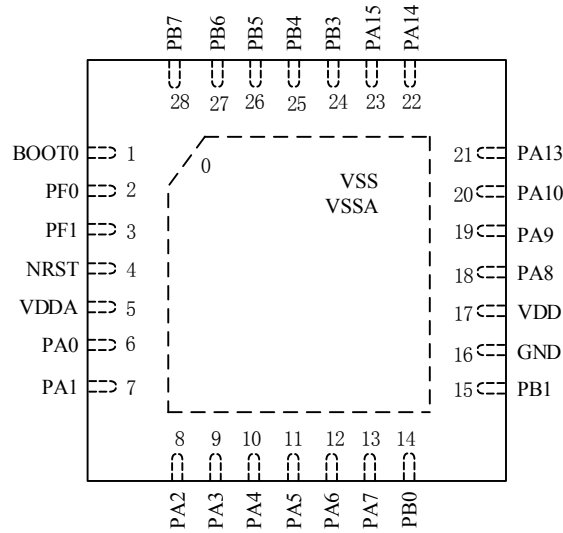 PB7 PB6 PB5 PB4 PB3 PA15 PA14
28 27 26 25 24 23 22
BOOT0 1
PF0 2
PF1 3
NRST 4
VDDA 5
PA0 6
PA1 7
0
VSS
VSSA
21 PA13
20 PA10
19 PA9
18 PA8
17 VDD
16 GND
15 PB1
8 9 10 11 12 13 14
PA2 PA3 PA4 PA5 PA6 PA7 PB0